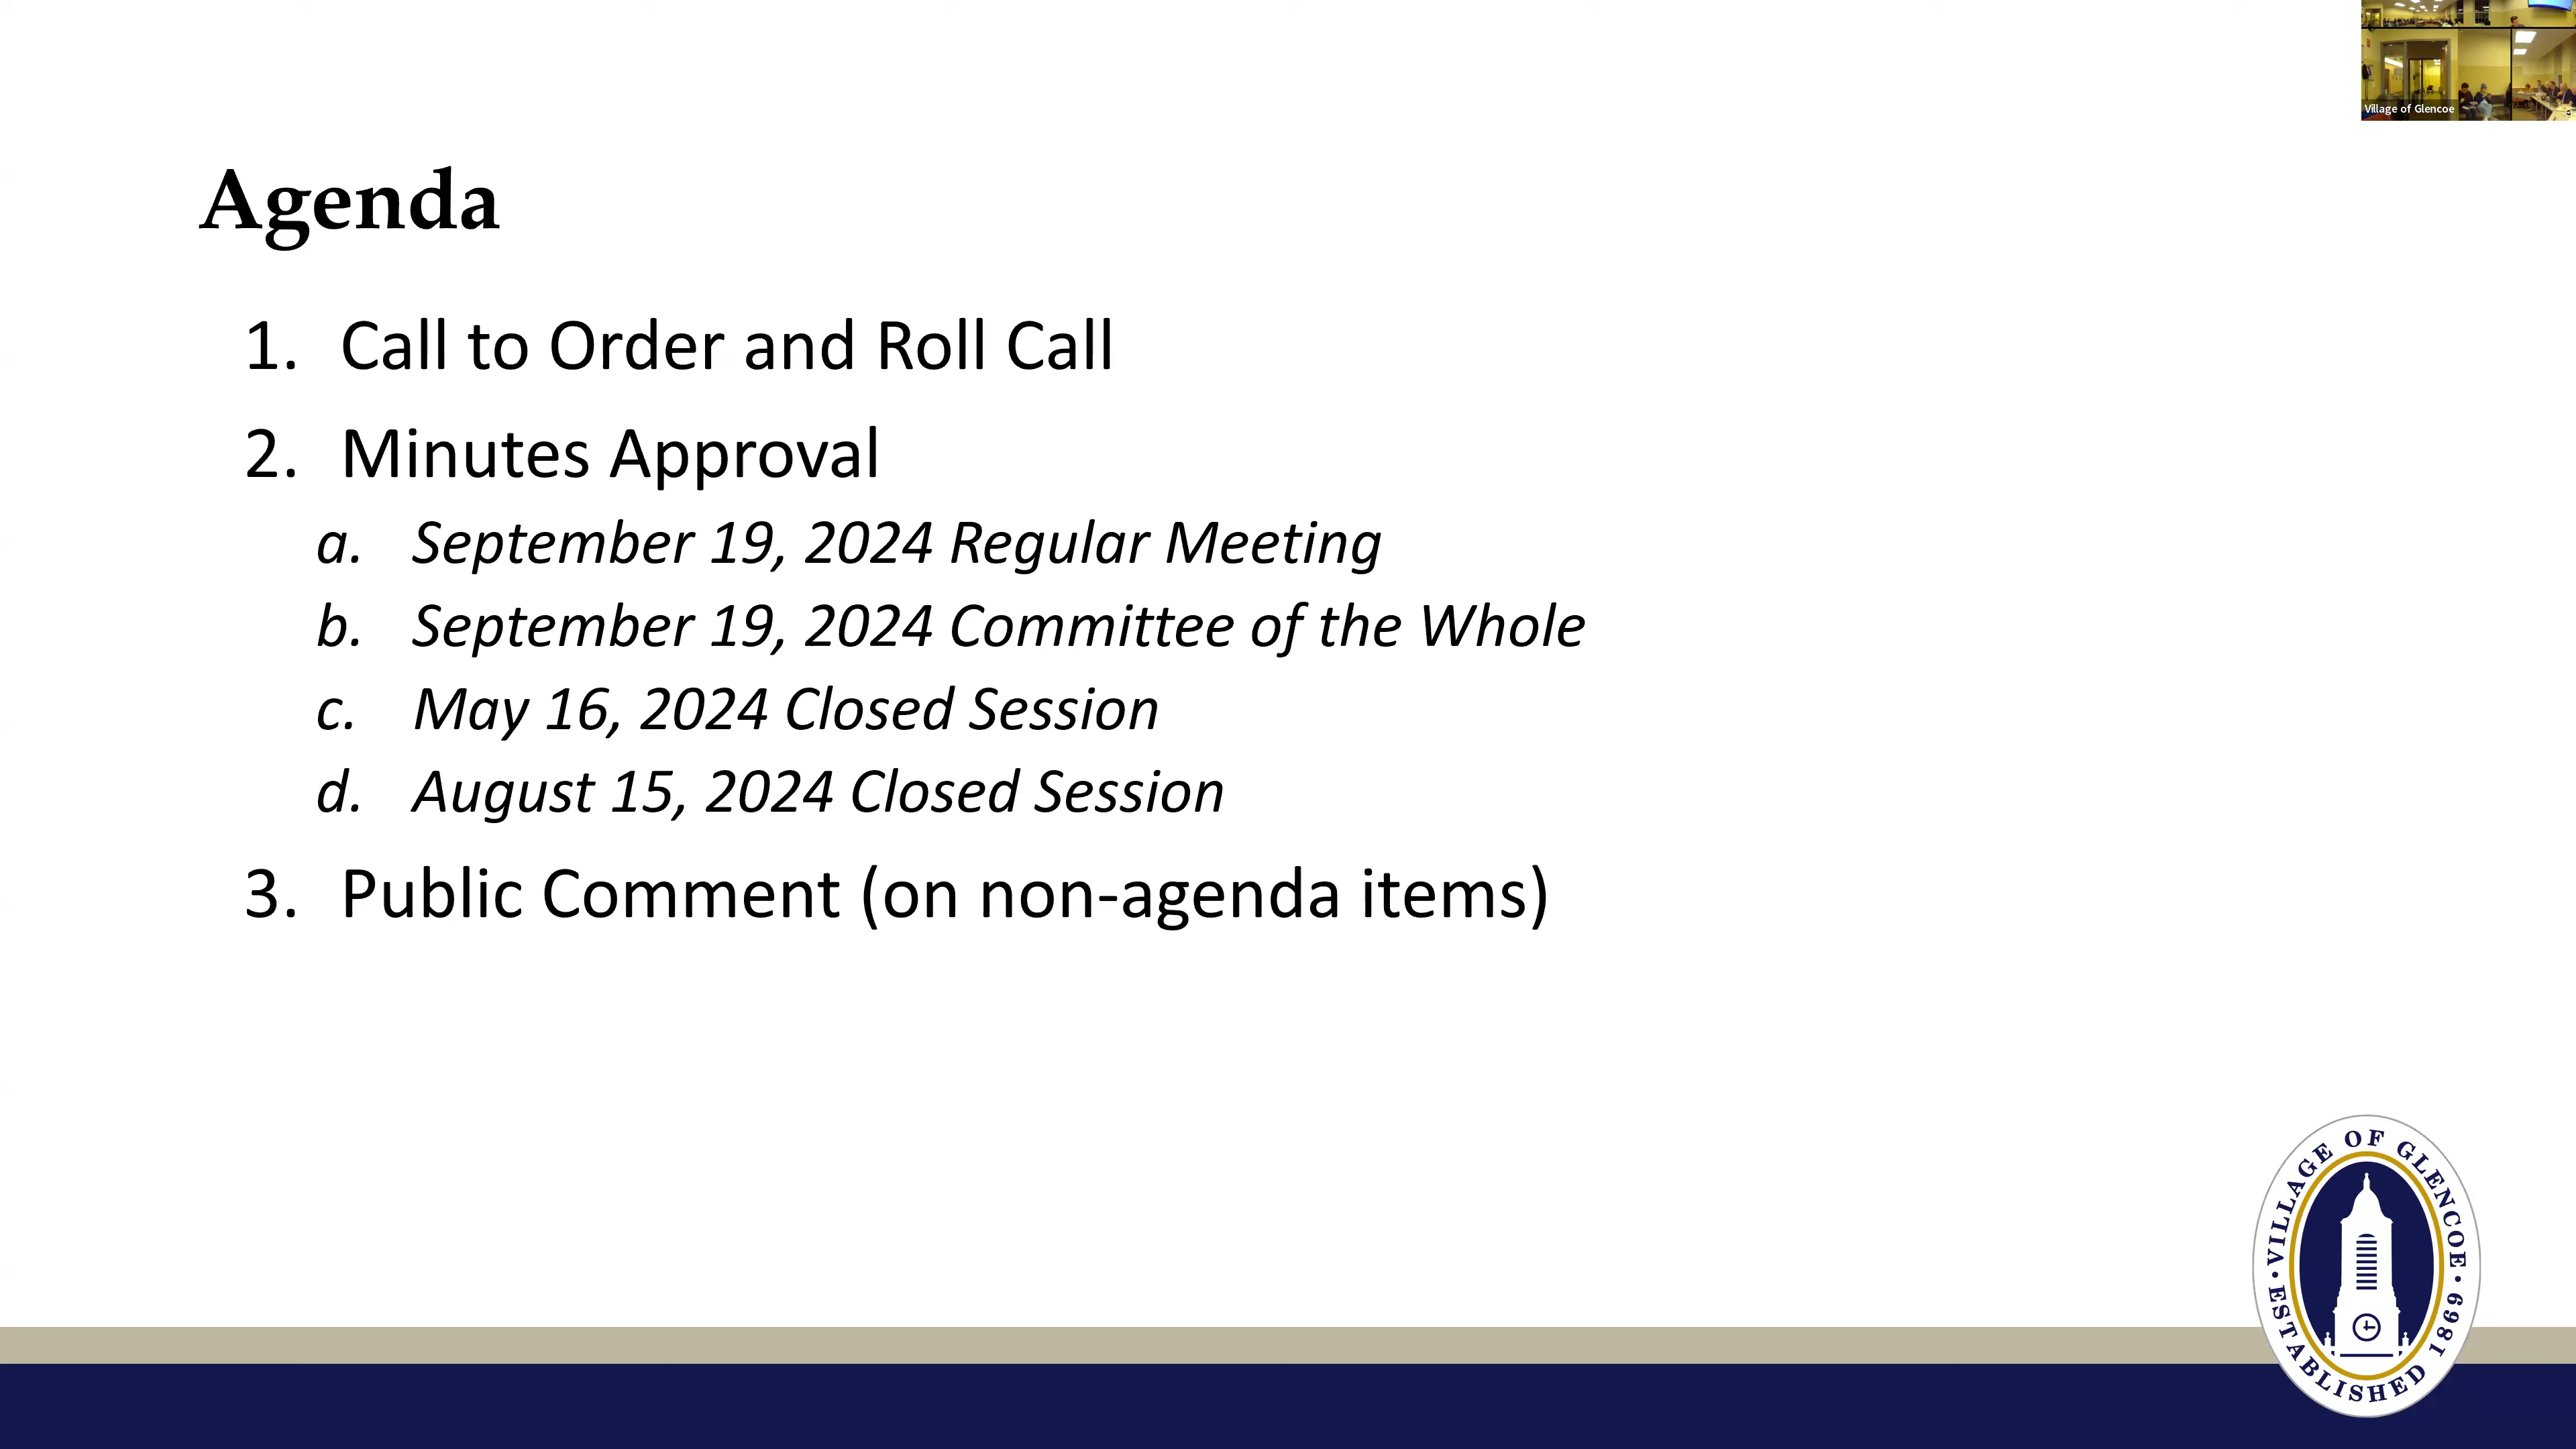 Village of Glencoe
Agenda
1. Call to Order and Roll Call
2. Minutes Approval
a. September 19, 2024 Regular Meeting
b. September 19, 2024 Committee of the Whole
c. May 16, 2024 Closed Session
d. August 15, 2024 Closed Session
3. Public Comment (on non-agenda items)
VILLAGE OF GLENCOE • ESTABLISHED 1869 •